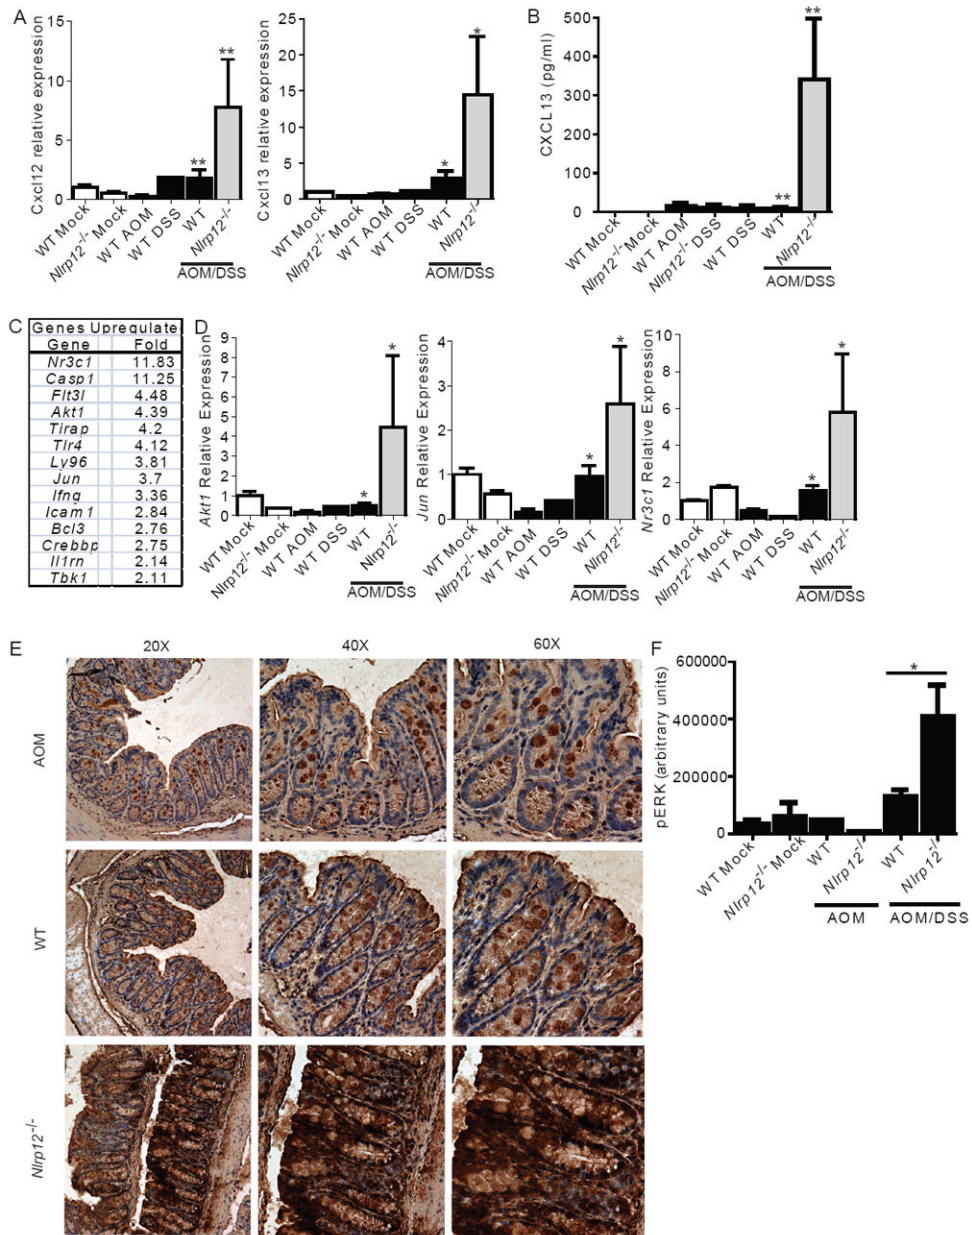 A
Cxcl12 relative expression
15
10
5
0
WT Mock
Nlrp12-/- Mock
WT AOM
WT DSS
WT
Nlrp12-/-
AOM/DSS
**
**
Cxcl13 relative expression
25
20
15
10
5
0
WT Mock
Nlrp12-/- Mock
WT AOM
WT DSS
WT
Nlrp12-/-
AOM/DSS
*
*
B
CXCL13 (pg/ml)
500
400
300
200
100
0
WT Mock
Nlrp12-/- Mock
WT AOM
Nlrp12-/- DSS
WT DSS
WT
Nlrp12-/-
AOM/DSS
**
**
C
Genes Upregulated
Gene Fold
Nr3c1 11.83
Casp1 11.25
Flt3l 4.48
Akt1 4.39
Tirap 4.2
Tlr4 4.12
Ly96 3.81
Jun 3.7
Ifng 3.36
Icam1 2.84
Bcl3 2.76
Crebbp 2.75
Il1rn 2.14
Tbk1 2.11
D
Akt1 Relative Expression
9
8
7
6
5
4
3
2
1
0
WT Mock
Nlrp12-/- Mock
WT AOM
WT DSS
WT
Nlrp12-/-
AOM/DSS
*
*
Jun Relative Expression
6
4
2
0
WT Mock
Nlrp12-/- Mock
WT AOM
WT DSS
WT
Nlrp12-/-
AOM/DSS
*
*
Nr3c1 Relative Expression
10
8
6
4
2
0
WT Mock
Nlrp12-/- Mock
WT AOM
WT DSS
WT
Nlrp12-/-
AOM/DSS
*
*
E
20X
40X
60X
AOM
WT
Nlrp12-/-
F
pERK (arbitrary units)
600000
400000
200000
0
WT Mock
Nlrp12-/- Mock
WT
Nlrp12-/-
WT
Nlrp12-/-
AOM
AOM/DSS
*